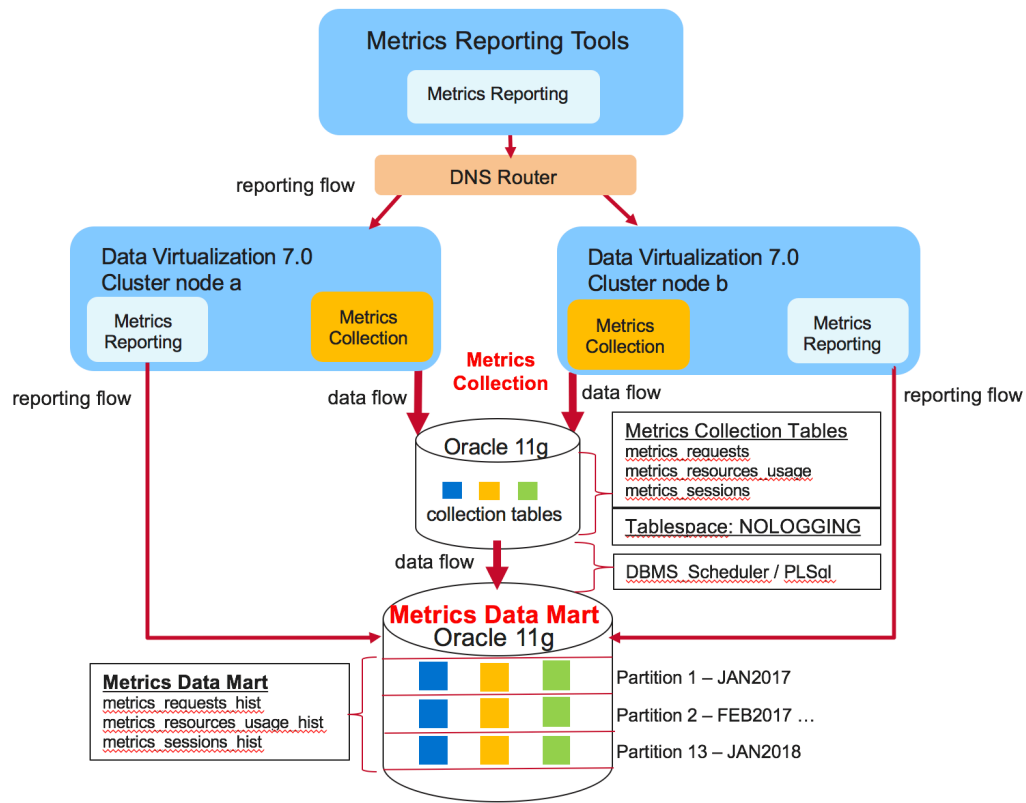 Metrics Reporting Tools
Metrics Reporting
DNS Router
reporting flow
Data Virtualization 7.0
Cluster node a
Metrics
Reporting
Metrics
Collection
Data Virtualization 7.0
Cluster node b
Metrics
Collection
Metrics
Reporting
Metrics
Collection
reporting flow
data flow
data flow
reporting flow
Oracle 11g
collection tables
Metrics Collection Tables
metrics_requests
metrics_resources_usage
metrics_sessions
Tablespace: NOLOGGING
data flow
DBMS_Scheduler / PLSql
Metrics Data Mart
Oracle 11g
Metrics Data Mart
metrics_requests_hist
metrics_resources_usage_hist
metrics_sessions_hist
Partition 1 – JAN2017
Partition 2 – FEB2017 …
Partition 13 – JAN2018